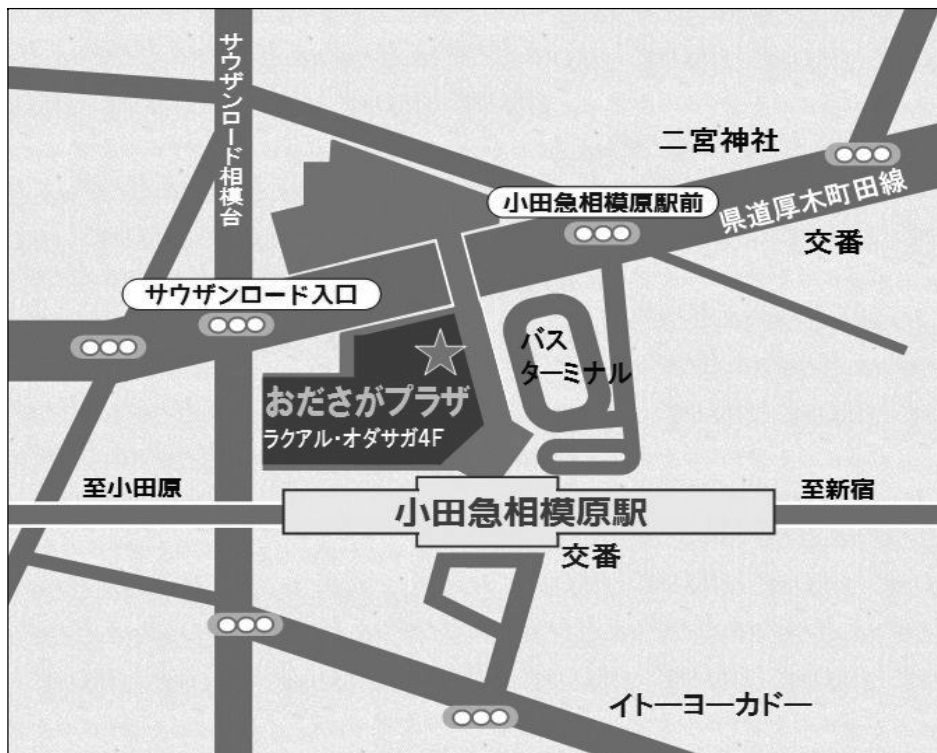 サウザンロード相模台
二宮神社
小田急相模原駅前
県道厚木町田線
交番
サウザンロード入口
バス
ターミナル
おださがプラザ
ラクアル・オダサガ4F
至小田原
至新宿
小田急相模原駅
交番
イトーヨーカドー